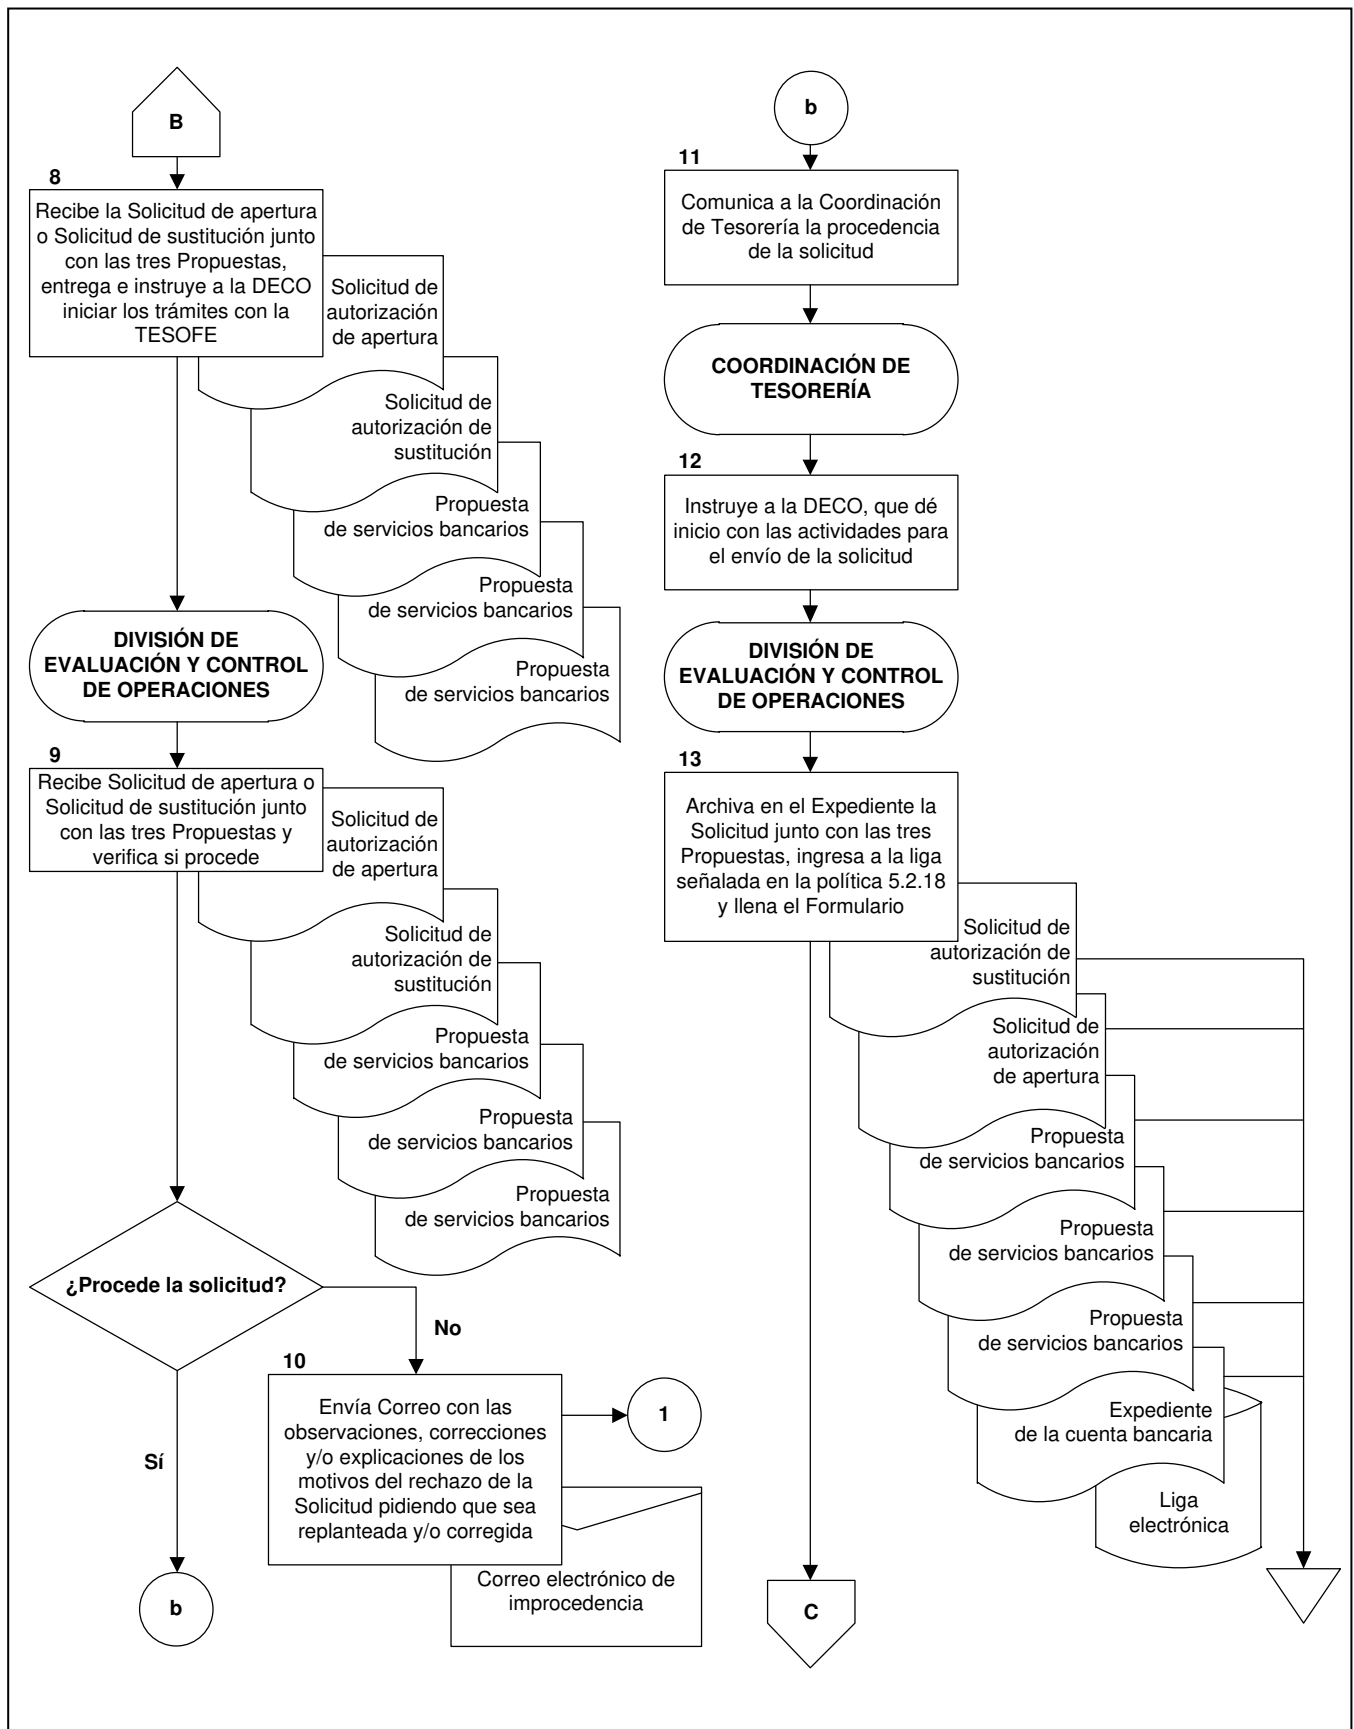 B
8
Recibe la Solicitud de apertura
o Solicitud de sustitución junto
con las tres Propuestas,
entrega e instruye a la DECO
iniciar los trámites con la
TESOFE
Solicitud de
autorización
de apertura
Solicitud de
autorización de
sustitución
Propuesta
de servicios bancarios
Propuesta
de servicios bancarios
Propuesta
de servicios bancarios
DIVISIÓN DE
EVALUACIÓN Y CONTROL
DE OPERACIONES
9
Recibe Solicitud de apertura o
Solicitud de sustitución junto
con las tres Propuestas y
verifica si procede
Solicitud de
autorización
de apertura
Solicitud de
autorización de
sustitución
Propuesta
de servicios bancarios
Propuesta
de servicios bancarios
Propuesta
de servicios bancarios
¿Procede la solicitud?
No
10
Envía Correo con las
observaciones, correcciones
y/o explicaciones de los
motivos del rechazo de la
Solicitud pidiendo que sea
replanteada y/o corregida
1
Correo electrónico de
improcedencia
Sí
b
b
11
Comunica a la Coordinación
de Tesorería la procedencia
de la solicitud
COORDINACIÓN DE
TESORERÍA
12
Instruye a la DECO, que dé
inicio con las actividades para
el envío de la solicitud
DIVISIÓN DE
EVALUACIÓN Y CONTROL
DE OPERACIONES
13
Archiva en el Expediente la
Solicitud junto con las tres
Propuestas, ingresa a la liga
señalada en la política 5.2.18
y llena el Formulario
Solicitud de
autorización de
sustitución
Solicitud de
autorización
de apertura
Propuesta
de servicios bancarios
Propuesta
de servicios bancarios
Propuesta
de servicios bancarios
Expediente
de la cuenta bancaria
Liga
electrónica
C